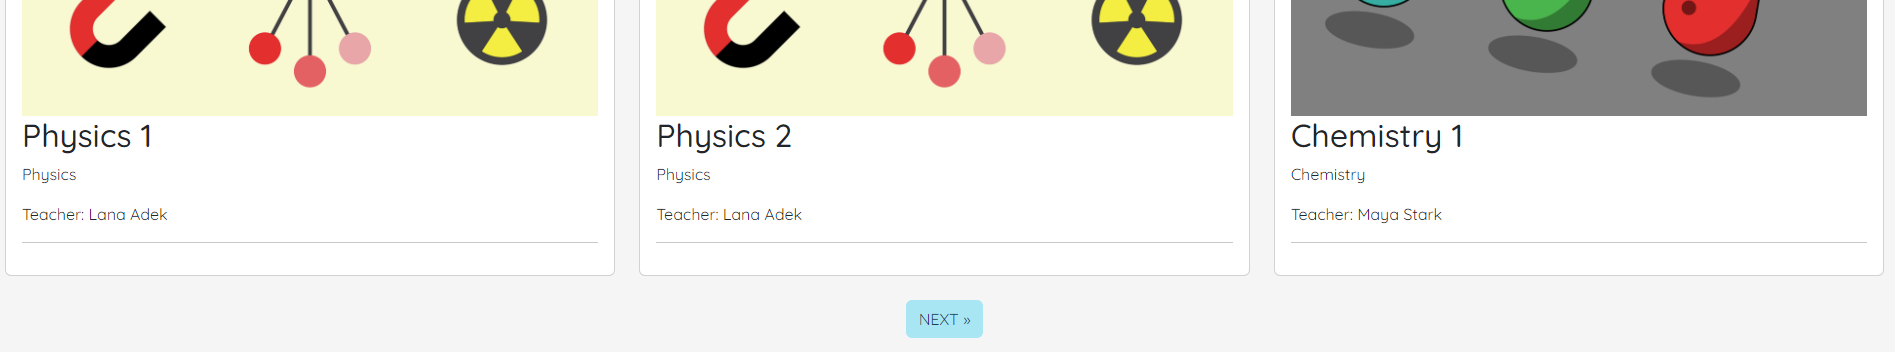 Physics 1
Physics
Teacher: Lana Adek
Physics 2
Physics
Teacher: Lana Adek
Chemistry 1
Chemistry
Teacher: Maya Stark
NEXT »